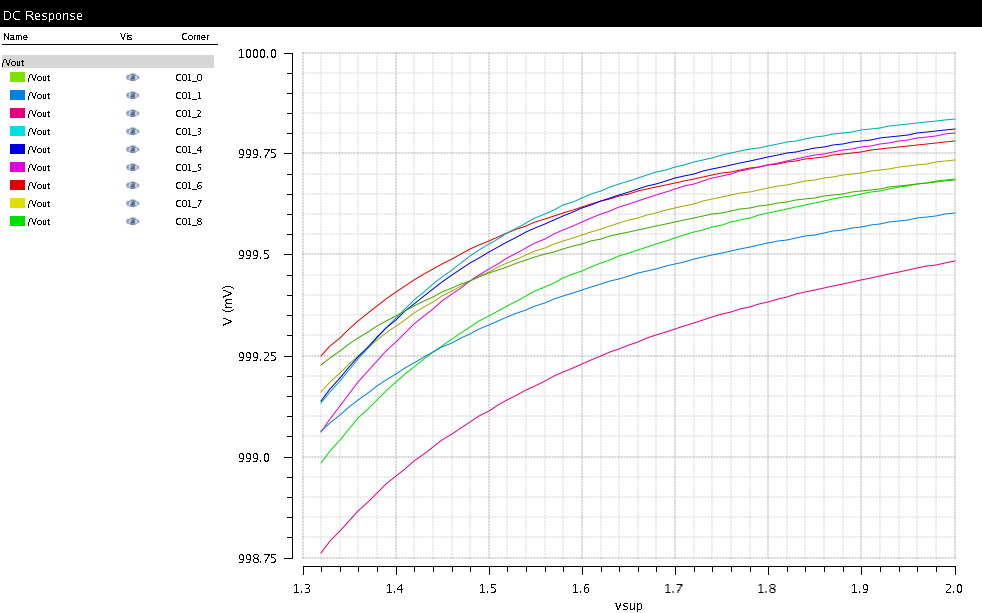 DC Response
Name Vis Corner
/Vout
/Vout C01_0
/Vout C01_1
/Vout C01_2
/Vout C01_3
/Vout C01_4
/Vout C01_5
/Vout C01_6
/Vout C01_7
/Vout C01_8
1000.0
999.75
999.5
999.25
999.0
998.75
V (mV)
1.3 1.4 1.5 1.6 1.7 1.8 1.9 2.0
vsup